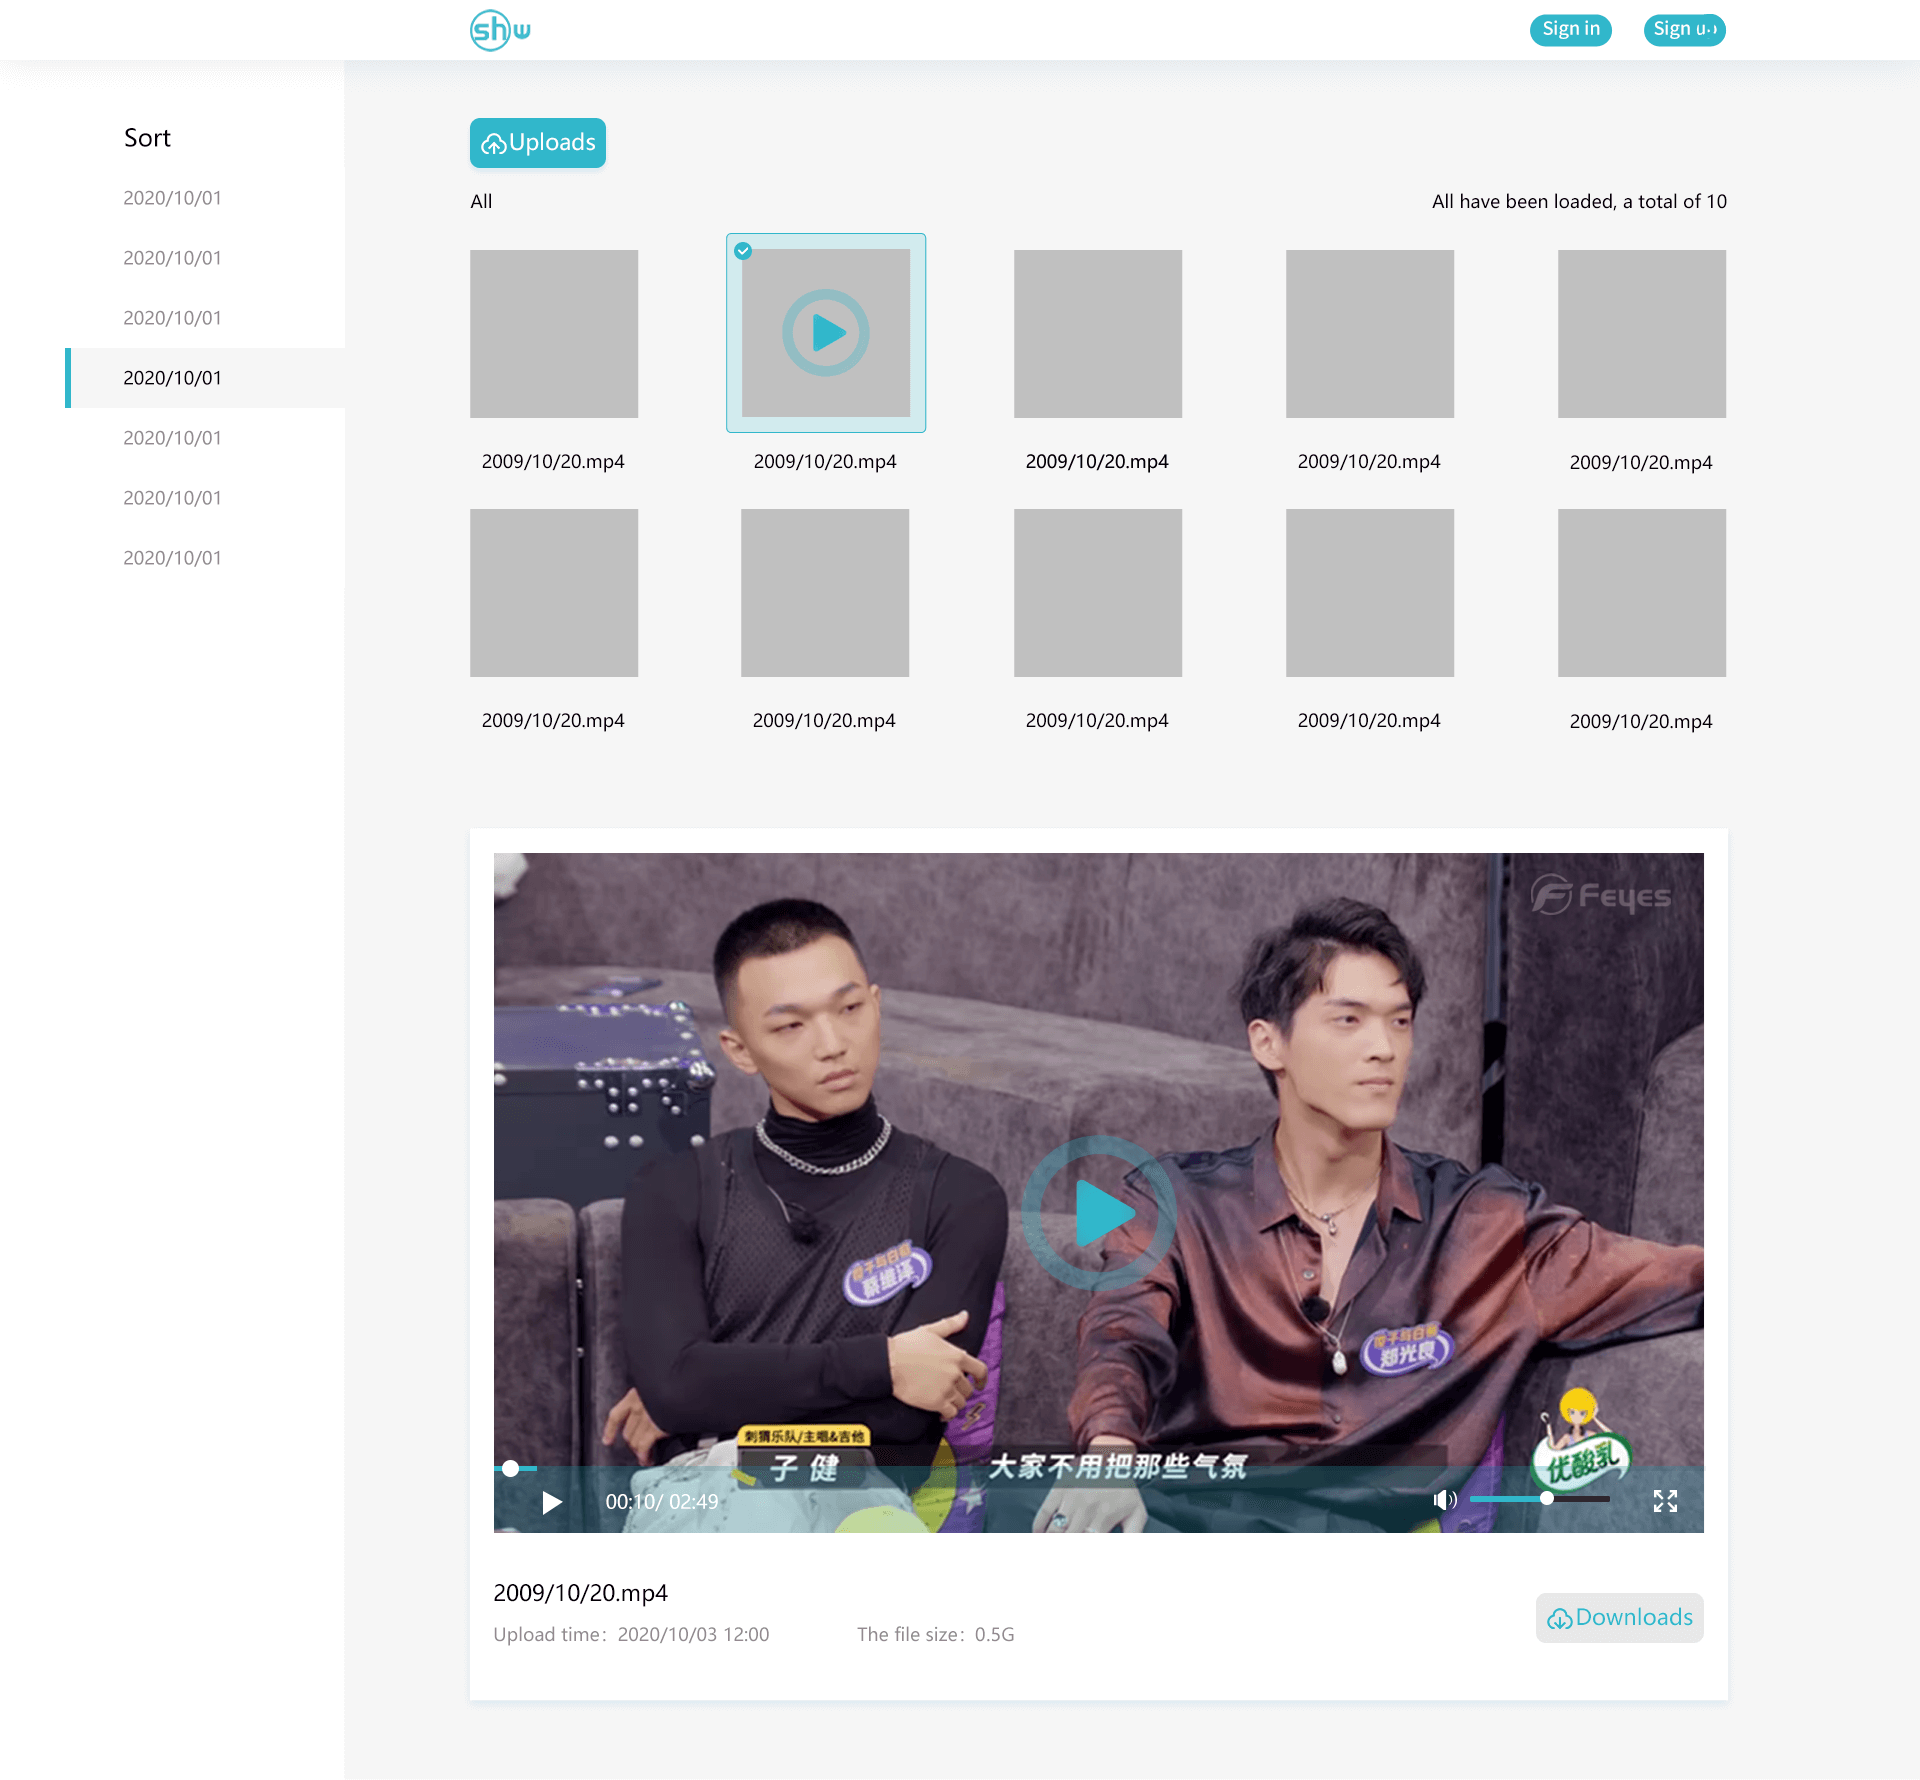 shw
Sign in
Sign up
Sort
2020/10/01
2020/10/01
2020/10/01
2020/10/01
2020/10/01
2020/10/01
2020/10/01
Uploads
All
All have been loaded, a total of 10
2009/10/20.mp4
2009/10/20.mp4
2009/10/20.mp4
2009/10/20.mp4
2009/10/20.mp4
2009/10/20.mp4
2009/10/20.mp4
2009/10/20.mp4
2009/10/20.mp4
2009/10/20.mp4
Feyes
蔡维泽
郑光良
刺猬乐队/主唱&吉他
子健
大家不用把那些气氛
优酸乳
00:10/ 02:49
2009/10/20.mp4
Upload time：2020/10/03 12:00
The file size：0.5G
Downloads